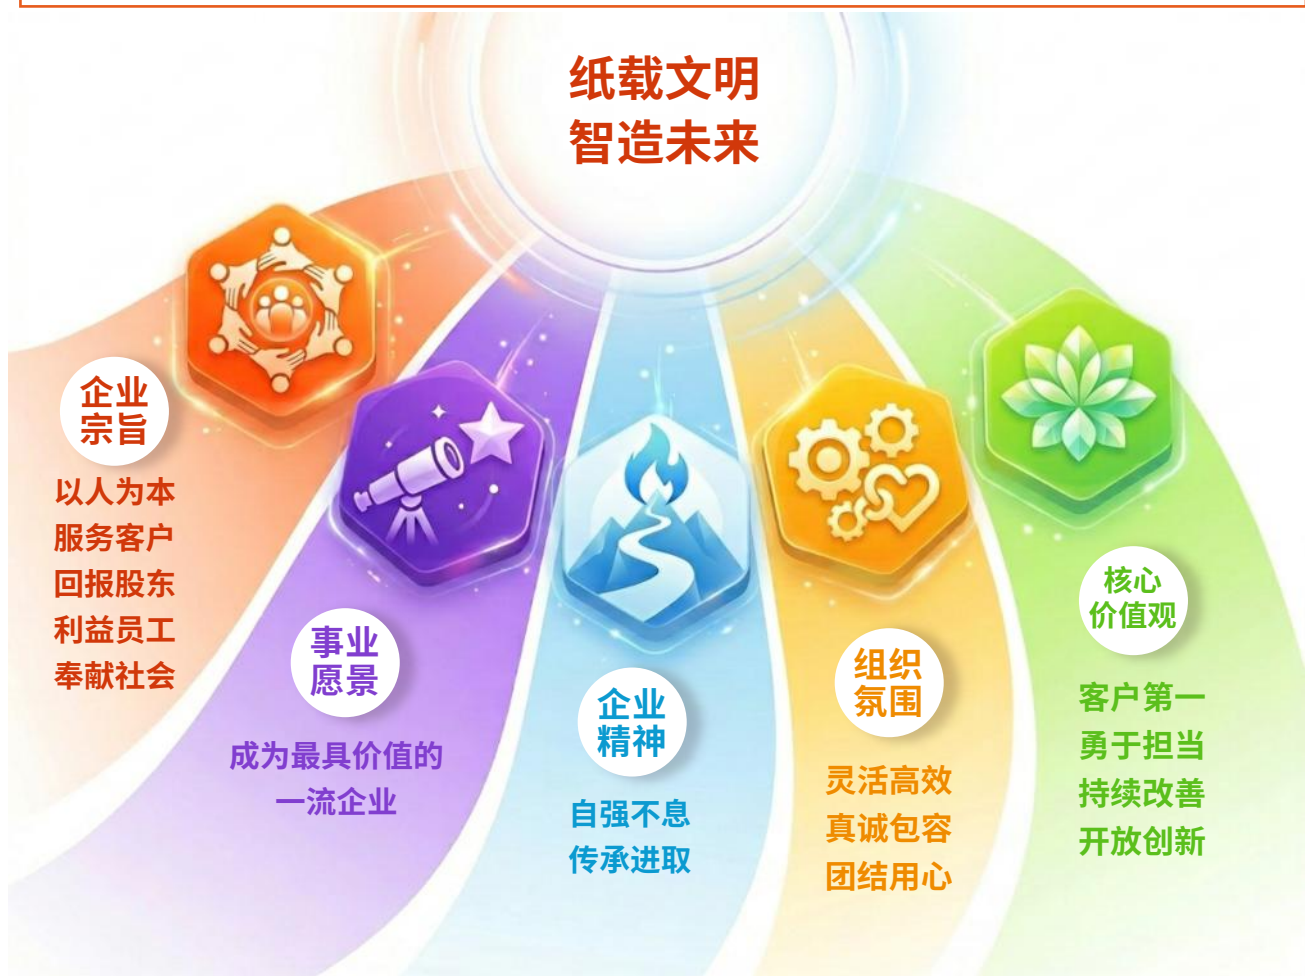 纸载文明
智造未来
企业
宗旨
以人为本
服务客户
回报股东
利益员工
奉献社会
事业
愿景
成为最具价值的
一流企业
企业
精神
自强不息
传承进取
组织
氛围
灵活高效
真诚包容
团结用心
核心
价值观
客户第一
勇于担当
持续改善
开放创新